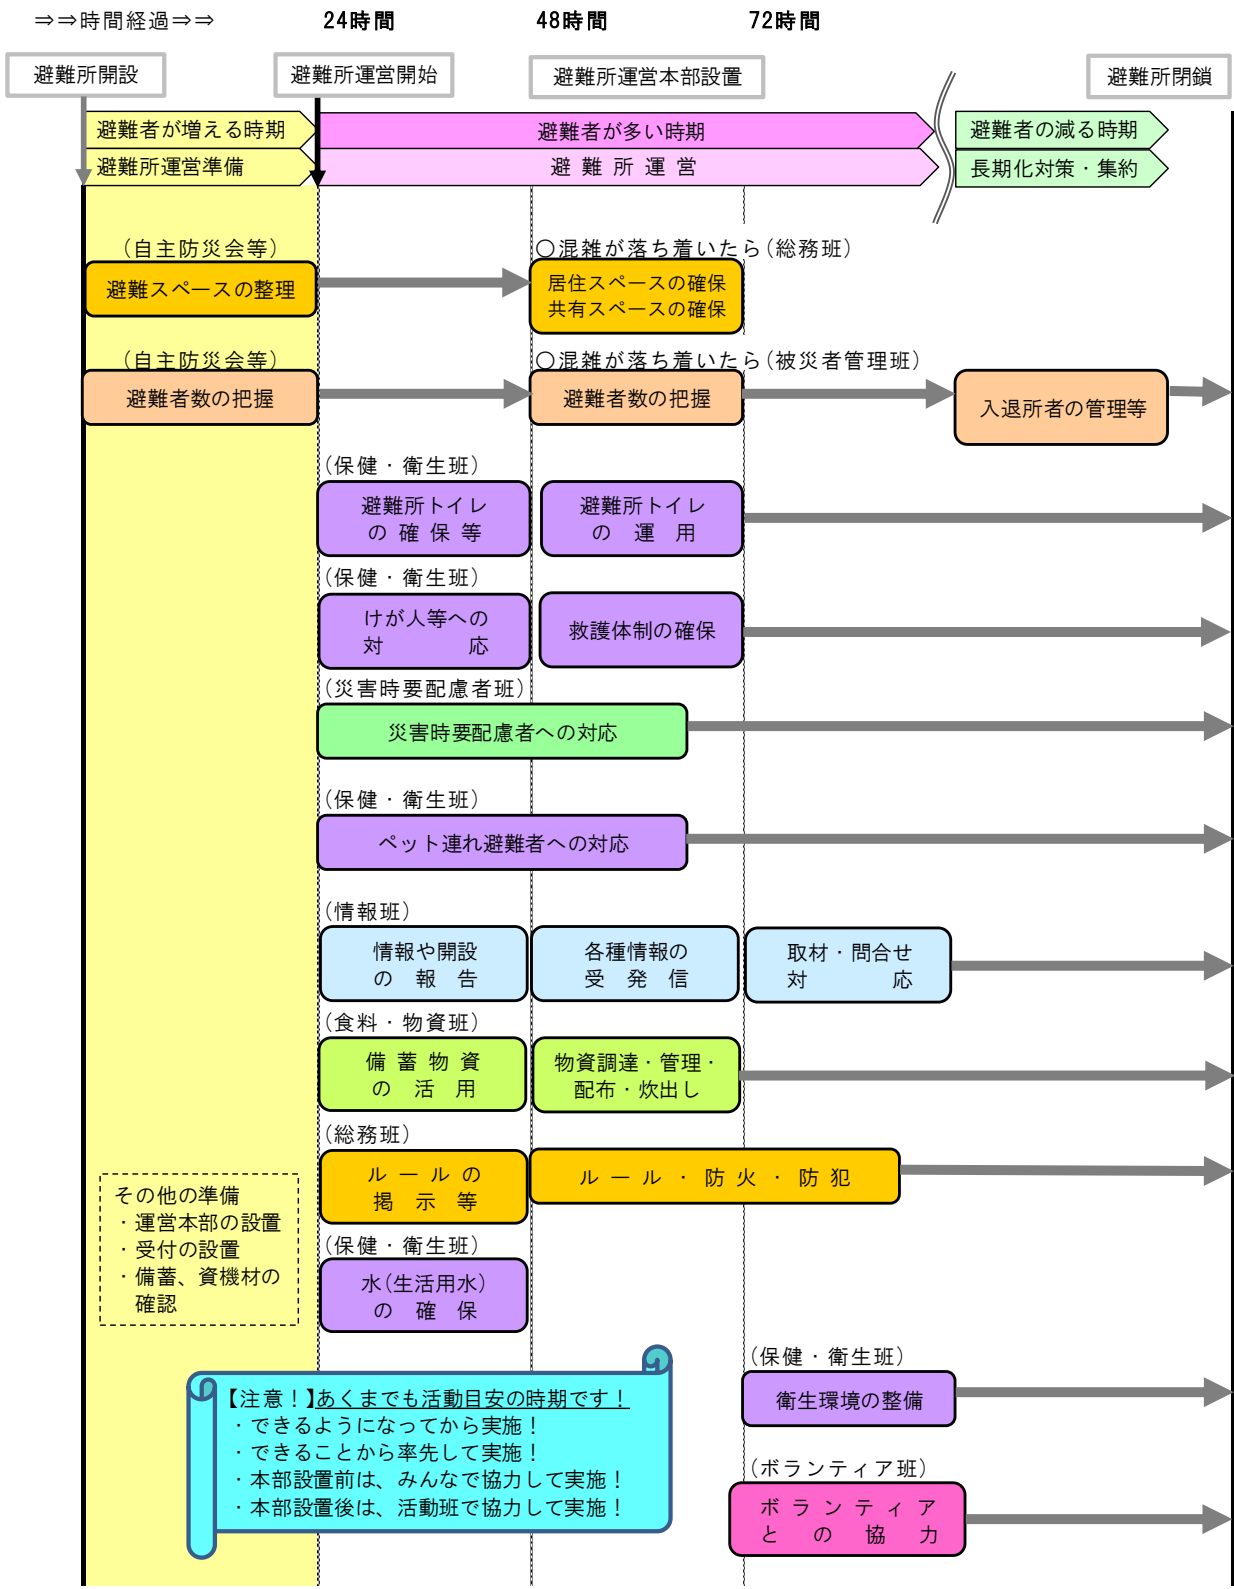 ⇒⇒時間経過⇒⇒
24時間
48時間
72時間
避難所開設
避難所運営開始
避難所運営本部設置
避難所閉鎖
避難者が増える時期
避難者が多い時期
避難者の減る時期
避難所運営準備
避難所運営
長期化対策・集約
(自主防災会等)
避難スペースの整理
〇混雑が落ち着いたら(総務班)
居住スペースの確保
共有スペースの確保
(自主防災会等)
避難者数の把握
〇混雑が落ち着いたら(被災者管理班)
避難者数の把握
入退所者の管理等
(保健・衛生班)
避難所トイレ
の確保等
避難所トイレ
の運用
(保健・衛生班)
けが人等への
対応
救護体制の確保
(災害時要配慮者班)
災害時要配慮者への対応
(保健・衛生班)
ペット連れ避難者への対応
(情報班)
情報や開設
の報告
各種情報の
受発信
取材・問合せ
対応
(食料・物資班)
備蓄物資
の活用
物資調達・管理・
配布・炊出し
(総務班)
ルールの
掲示等
ルール・防火・防犯
その他の準備
・運営本部の設置
・受付の設置
・備蓄、資機材の
確認
(保健・衛生班)
水(生活用水)
の確保
(保健・衛生班)
衛生環境の整備
【注意！】あくまでも活動目安の時期です！
・できるようになってから実施！
・できることから率先して実施！
・本部設置前は、みんなで協力して実施！
・本部設置後は、活動班で協力して実施！
(ボランティア班)
ボランティア
との協力